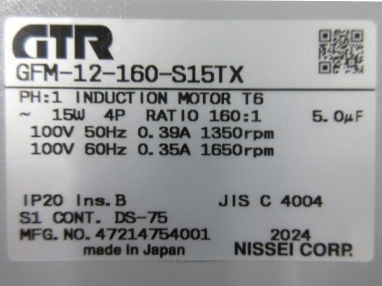 GTR
GFM-12-160-S15TX
PH:1 INDUCTION MOTOR T6
~ 15W 4P RATIO 160:1 5.0μF
100V 50Hz 0.39A 1350rpm
100V 60Hz 0.35A 1650rpm
IP20 Ins.B JIS C 4004
S1 CONT. DS-75
MFG.NO.47214754001 2024
made in Japan NISSEI CORP.